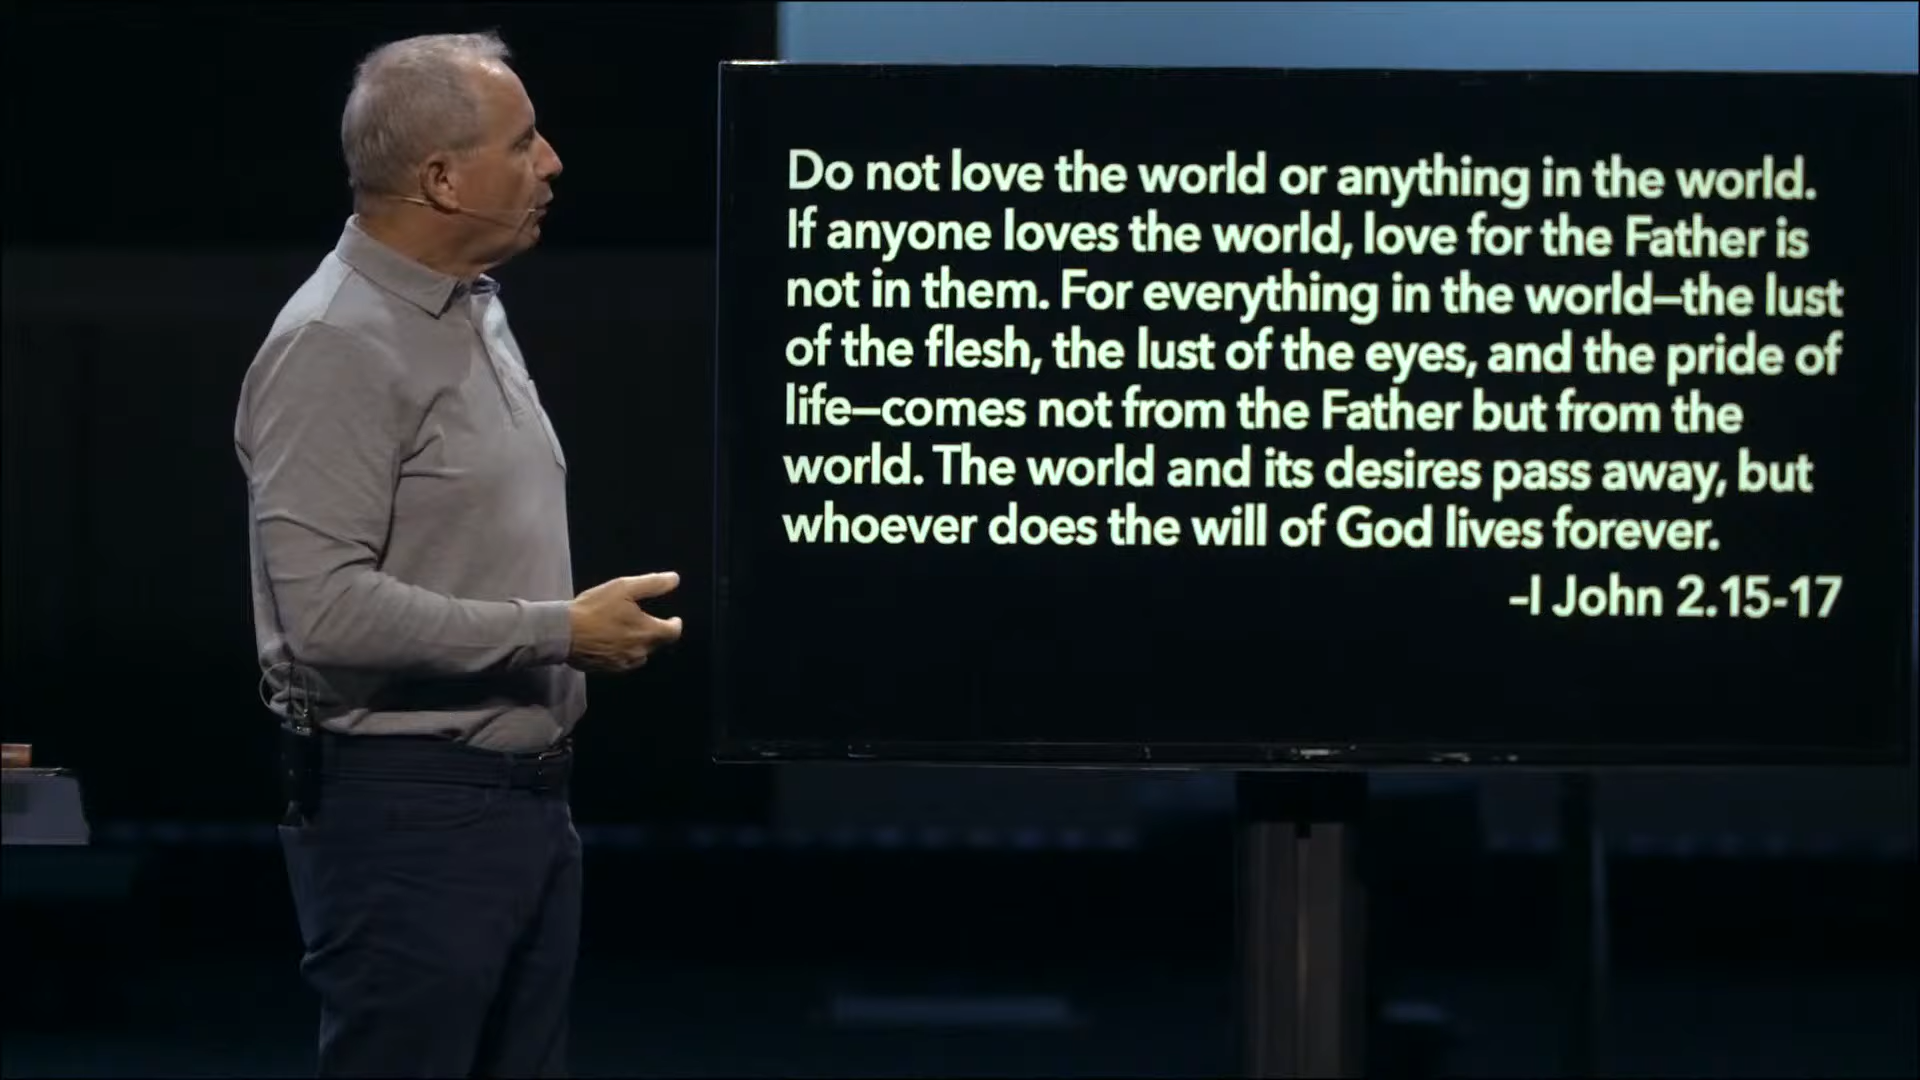 Do not love the world or anything in the world.
If anyone loves the world, love for the Father is
not in them. For everything in the world—the lust
of the flesh, the lust of the eyes, and the pride of
life—comes not from the Father but from the
world. The world and its desires pass away, but
whoever does the will of God lives forever.
–I John 2.15-17